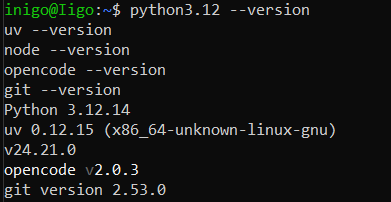 inigo@Iigo:~$ python3.12 --version
uv --version
node --version
opencode --version
git --version
Python 3.12.14
uv 0.12.15 (x86_64-unknown-linux-gnu)
v24.21.0
opencode v2.0.3
git version 2.53.0